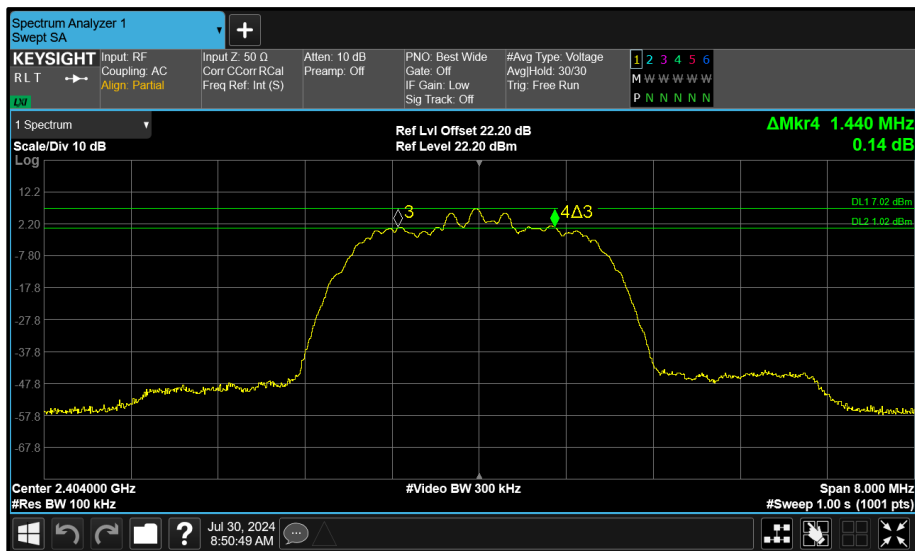 Spectrum Analyzer 1
Swept SA
+
KEYSIGHT
R L T
LXI
Input: RF
Coupling: AC
Align: Partial
Input Z: 50 Ω
Corr CCorr RCal
Freq Ref: Int (S)
Atten: 10 dB
Preamp: Off
PNO: Best Wide
Gate: Off
IF Gain: Low
Sig Track: Off
#Avg Type: Voltage
Avg|Hold: 30/30
Trig: Free Run
1 2 3 4 5 6
M W W W W W
P N N N N N
1 Spectrum
Scale/Div 10 dB
Log
Ref Lvl Offset 22.20 dB
Ref Level 22.20 dBm
ΔMkr4 1.440 MHz
0.14 dB
12.2
2.20
-7.80
-17.8
-27.8
-37.8
-47.8
-57.8
-67.8
3
4Δ3
DL1 7.02 dBm
DL2 1.02 dBm
Center 2.404000 GHz
#Res BW 100 kHz
#Video BW 300 kHz
Span 8.000 MHz
#Sweep 1.00 s (1001 pts)
?
Jul 30, 2024
8:50:49 AM